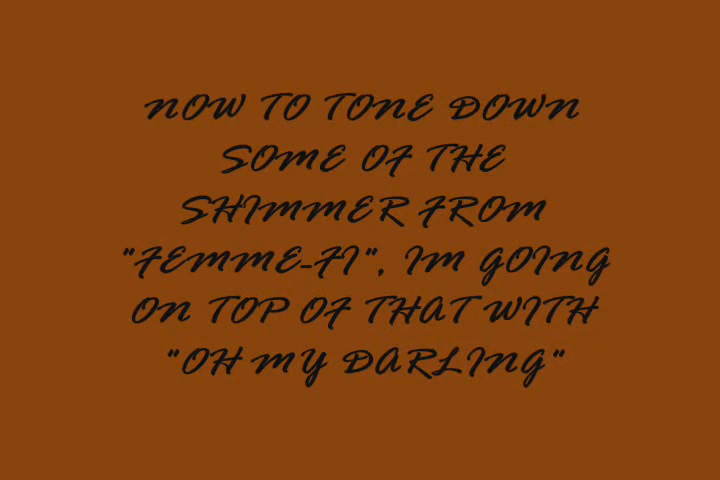 NOW TO TONE DOWN
SOME OF THE
SHIMMER FROM
"FEMME-FI", IM GOING
ON TOP OF THAT WITH
"OH MY DARLING"